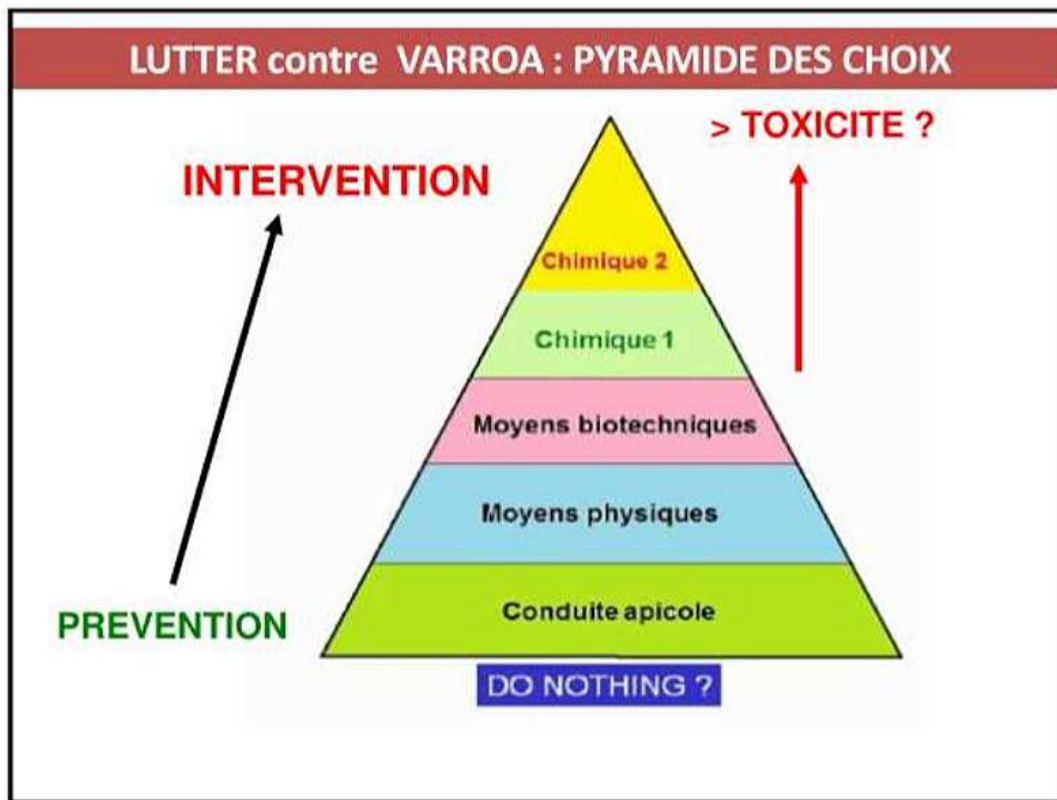 LUTTER contre VARROA : PYRAMIDE DES CHOIX
> TOXICITE ?
INTERVENTION
Chimique 2
Chimique 1
Moyens biotechniques
Moyens physiques
Conduite apicole
PREVENTION
DO NOTHING ?